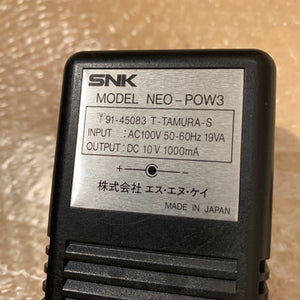 SNK
MODEL NEO-POW3
91-45083 T-TAMURA-S
INPUT : AC100V 50-60Hz 19VA
OUTPUT : DC 10V 1000mA
株式会社 エス・エヌ・ケイ
MADE IN JAPAN